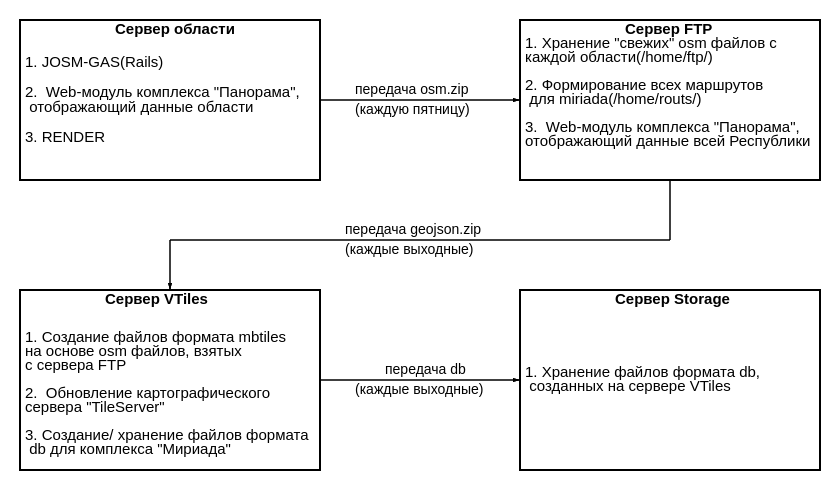 Сервер области
1. JOSM-GAS(Rails)
2.  Web-модуль комплекса "Панорама",
отображающий данные области
3. RENDER
передача osm.zip
(каждую пятницу)
Сервер FTP
1. Хранение "свежих" osm файлов с
каждой области(/home/ftp/)
2. Формирование всех маршрутов
для miriada(/home/routs/)
3.  Web-модуль комплекса "Панорама",
отображающий данные всей Республики
передача geojson.zip
(каждые выходные)
Сервер VTiles
1. Создание файлов формата mbtiles
на основе osm файлов, взятых
с сервера FTP
2.  Обновление картографического
сервера "TileServer"
3. Создание/ хранение файлов формата
db для комплекса "Мириада"
передача db
(каждые выходные)
Сервер Storage
1. Хранение файлов формата db,
созданных на сервере VTiles